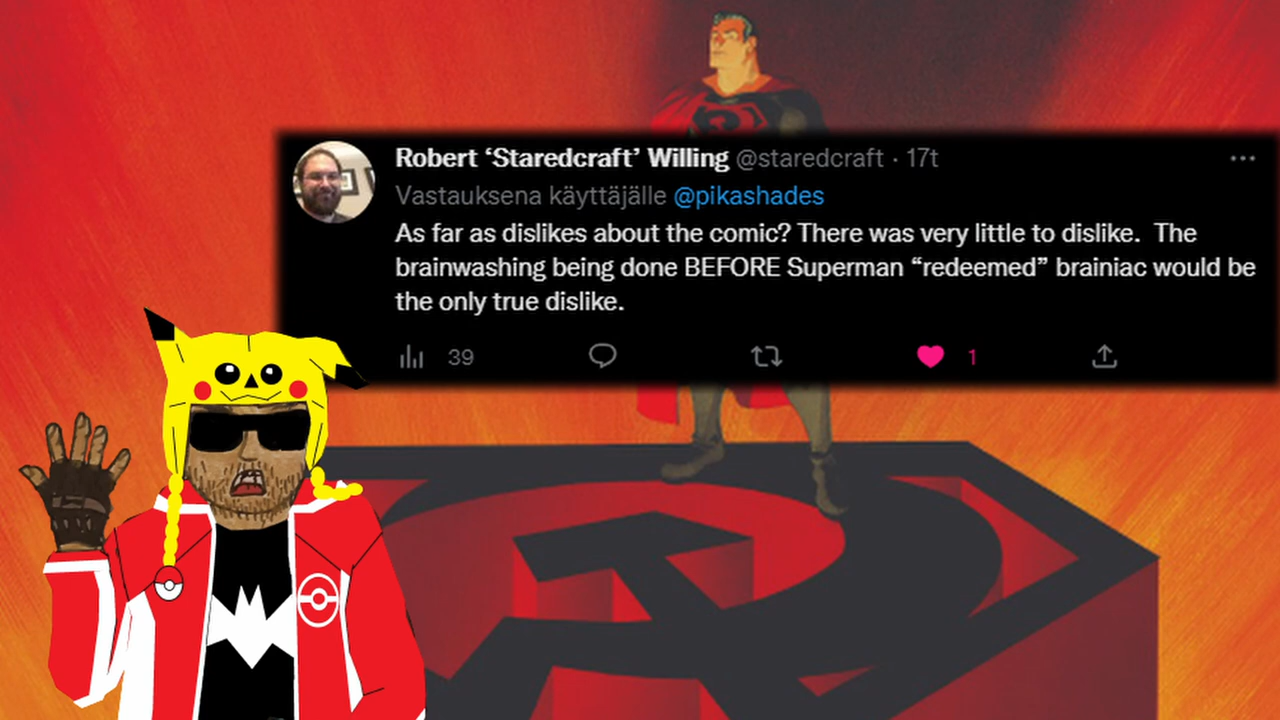 Robert ‘Staredcraft’ Willing @staredcraft · 17t
Vastauksena käyttäjälle @pikashades
As far as dislikes about the comic? There was very little to dislike.  The
brainwashing being done BEFORE Superman “redeemed” brainiac would be
the only true dislike.
39
1